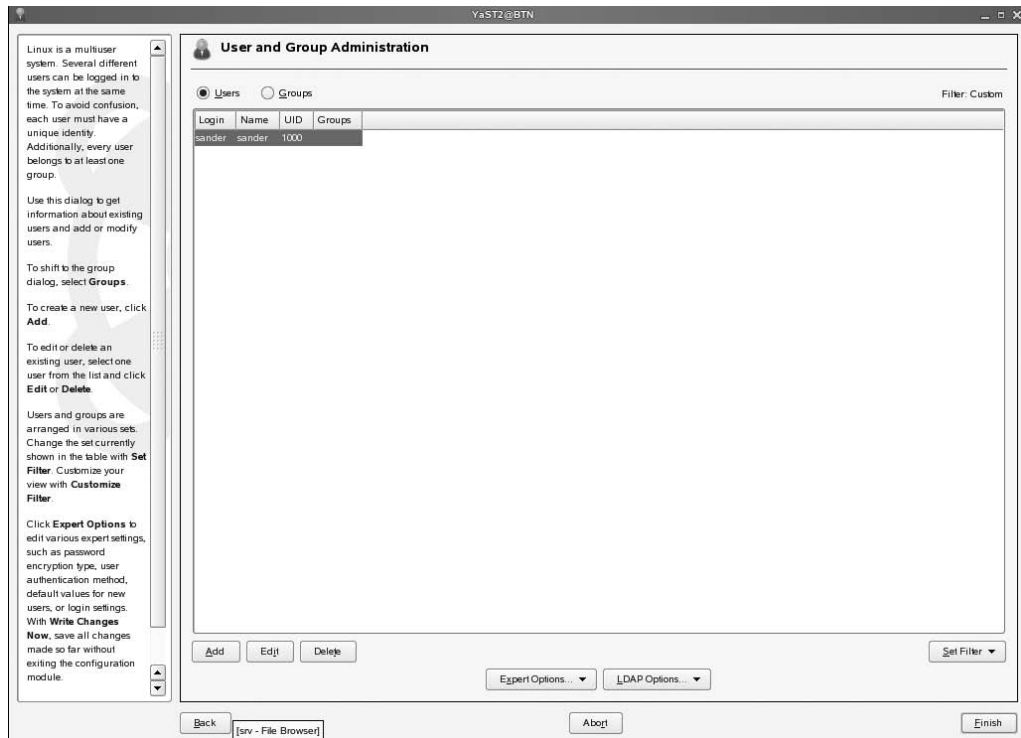 YaST2@BTN
Linux is a multiuser
system. Several different
users can be logged in to
the system at the same
time. To avoid confusion,
each user must have a
unique identity.
Additionally, every user
belongs to at least one
group.
Use this dialog to get
information about existing
users and add or modify
users.
To shift to the group
dialog, select Groups.
To create a new user, click
Add.
To edit or delete an
existing user, select one
user from the list and click
Edit or Delete.
Users and groups are
arranged in various sets.
Change the set currently
shown in the table with Set
Filter. Customize your
view with Customize
Filter.
Click Expert Options to
edit various expert settings,
such as password
encryption type, user
authentication method,
default values for new
users, or login settings.
With Write Changes
Now, save all changes
made so far without
exiting the configuration
module.
User and Group Administration
Users Groups Filter: Custom
Login Name UID Groups
sander sander 1000
Add Edit Delete Set Filter
Expert Options... LDAP Options...
Back Abort Finish
[srv - File Browser]